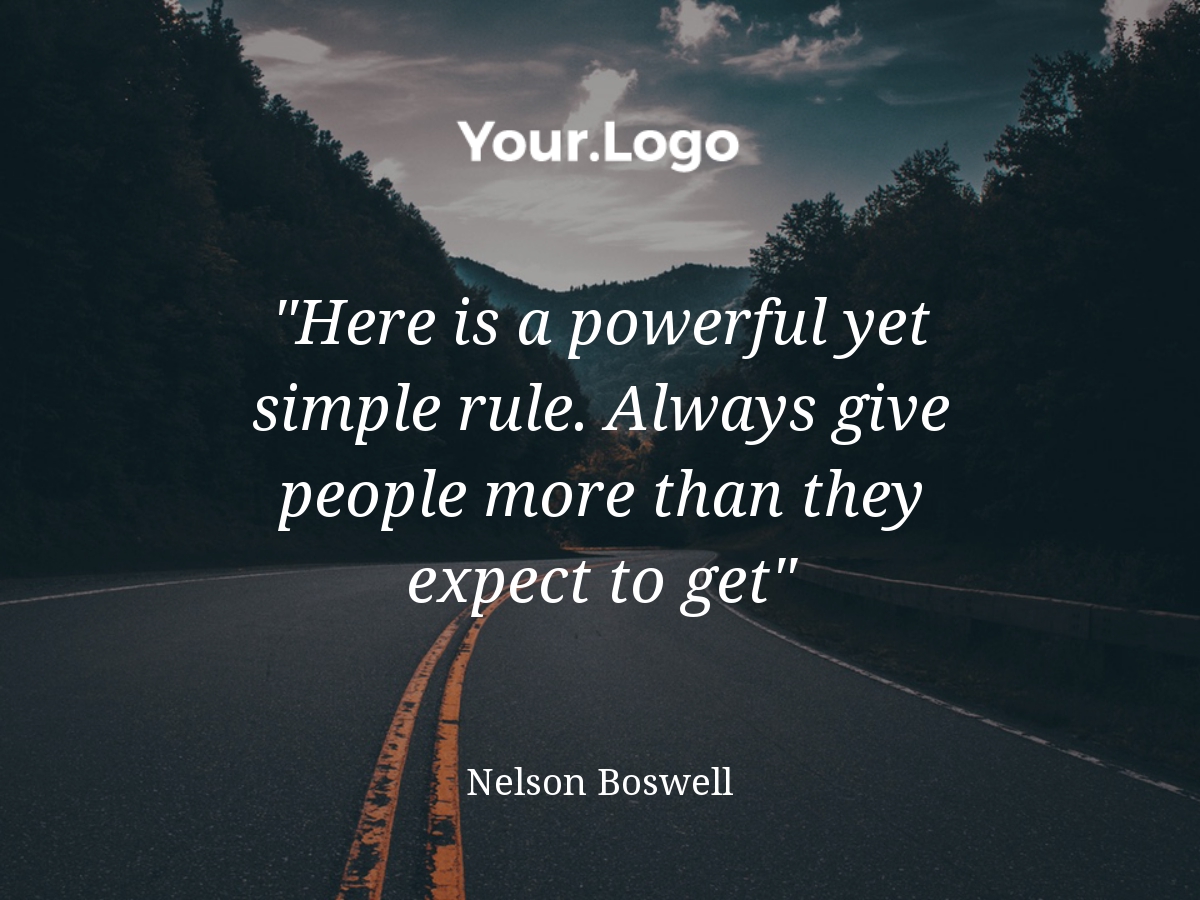 Your.Logo
"Here is a powerful yet
simple rule. Always give
people more than they
expect to get"
Nelson Boswell